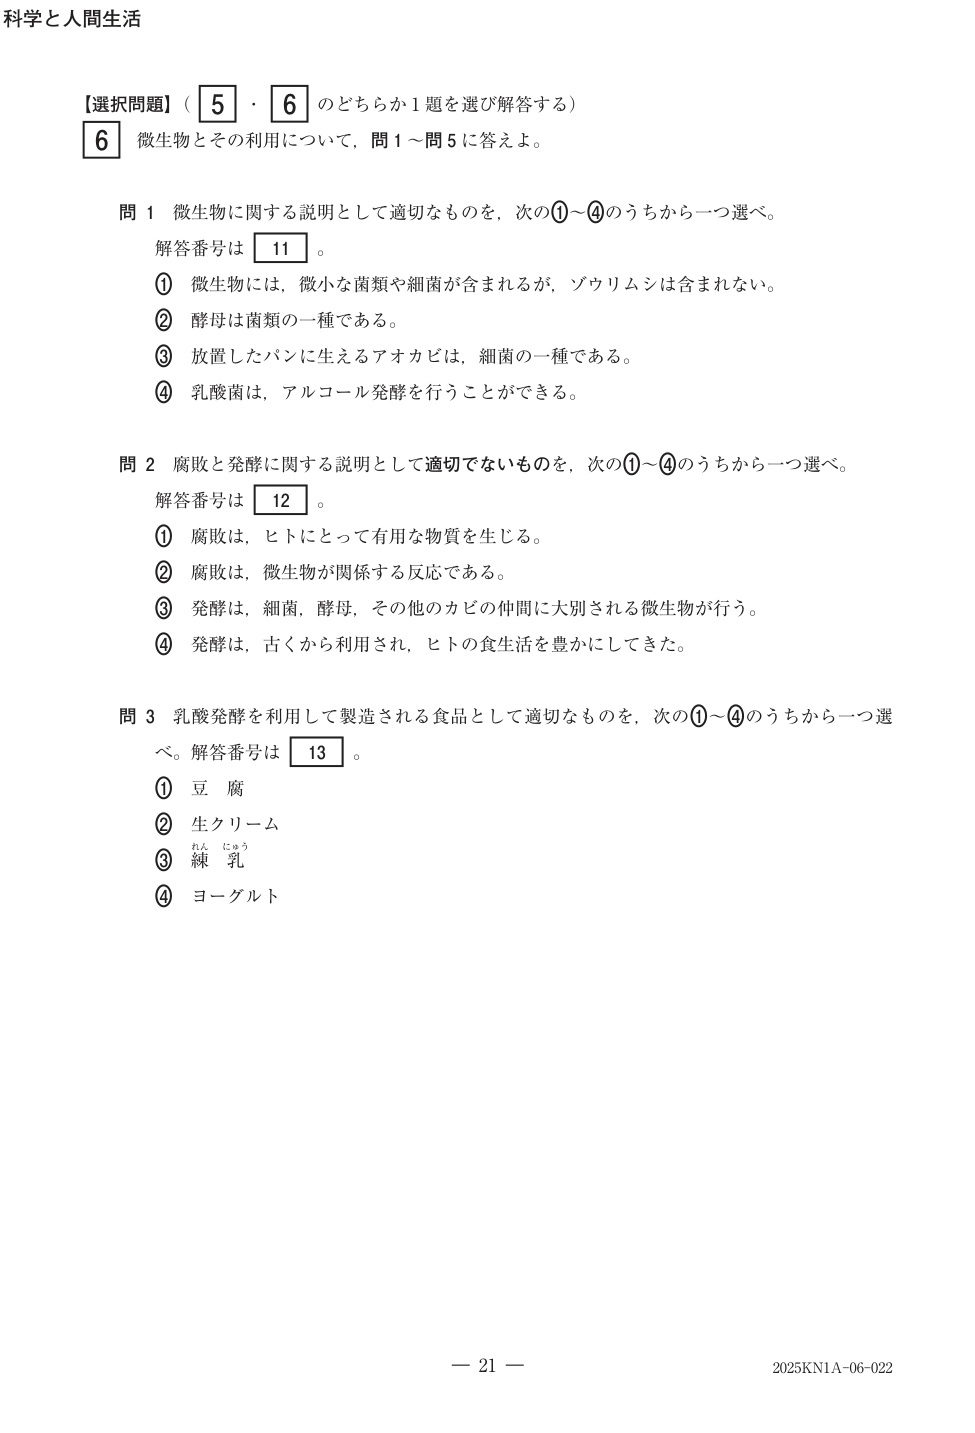 科学と人間生活
【選択問題】（ 5 ・ 6 のどちらか1題を選び解答する）
6 微生物とその利用について，問1〜問5に答えよ。
問 1 微生物に関する説明として適切なものを，次の①〜④のうちから一つ選べ。
解答番号は 11 。
① 微生物には，微小な菌類や細菌が含まれるが，ゾウリムシは含まれない。
② 酵母は菌類の一種である。
③ 放置したパンに生えるアオカビは，細菌の一種である。
④ 乳酸菌は，アルコール発酵を行うことができる。
問 2 腐敗と発酵に関する説明として適切でないものを，次の①〜④のうちから一つ選べ。
解答番号は 12 。
① 腐敗は，ヒトにとって有用な物質を生じる。
② 腐敗は，微生物が関係する反応である。
③ 発酵は，細菌，酵母，その他のカビの仲間に大別される微生物が行う。
④ 発酵は，古くから利用され，ヒトの食生活を豊かにしてきた。
問 3 乳酸発酵を利用して製造される食品として適切なものを，次の①〜④のうちから一つ選
べ。解答番号は 13 。
① 豆 腐
② 生クリーム
れん にゅう
③ 練 乳
④ ヨーグルト
― 21 ―
2025KN1A-06-022